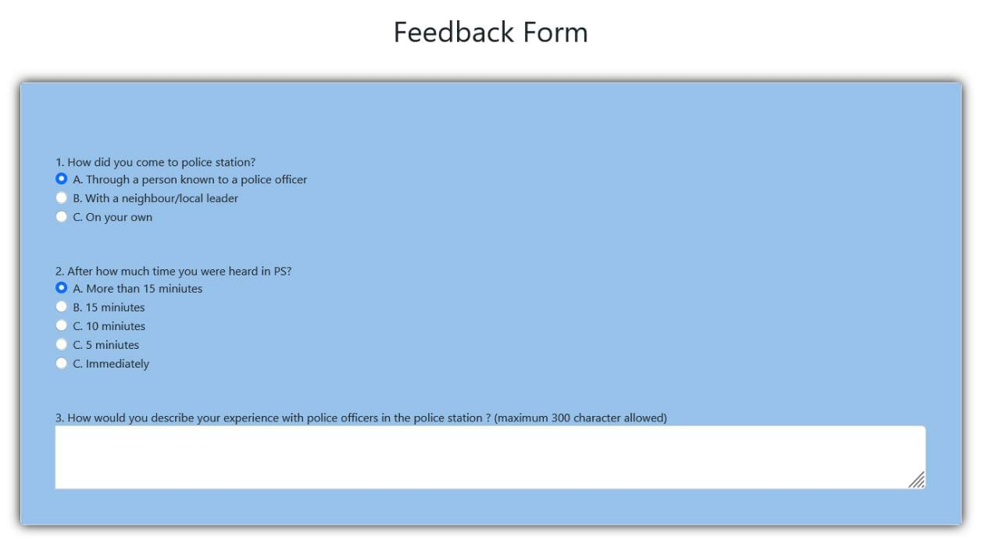 Feedback Form
1. How did you come to police station?
A. Through a person known to a police officer
B. With a neighbour/local leader
C. On your own
2. After how much time you were heard in PS?
A. More than 15 miniutes
B. 15 miniutes
C. 10 miniutes
C. 5 miniutes
C. Immediately
3. How would you describe your experience with police officers in the police station ? (maximum 300 character allowed)